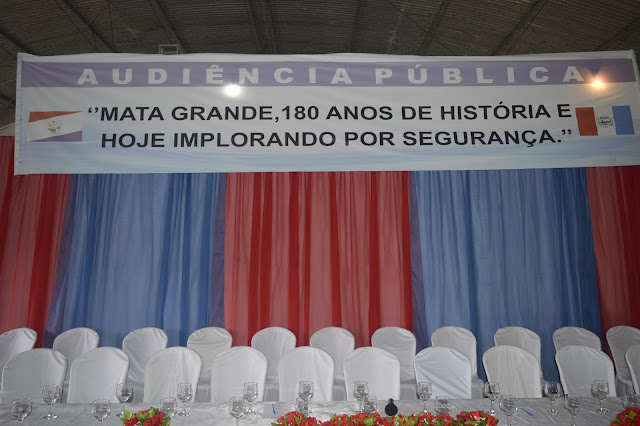 AUDIÊNCIA PÚBLICA
‘’MATA GRANDE,180 ANOS DE HISTÓRIA E
HOJE IMPLORANDO POR SEGURANÇA.’’